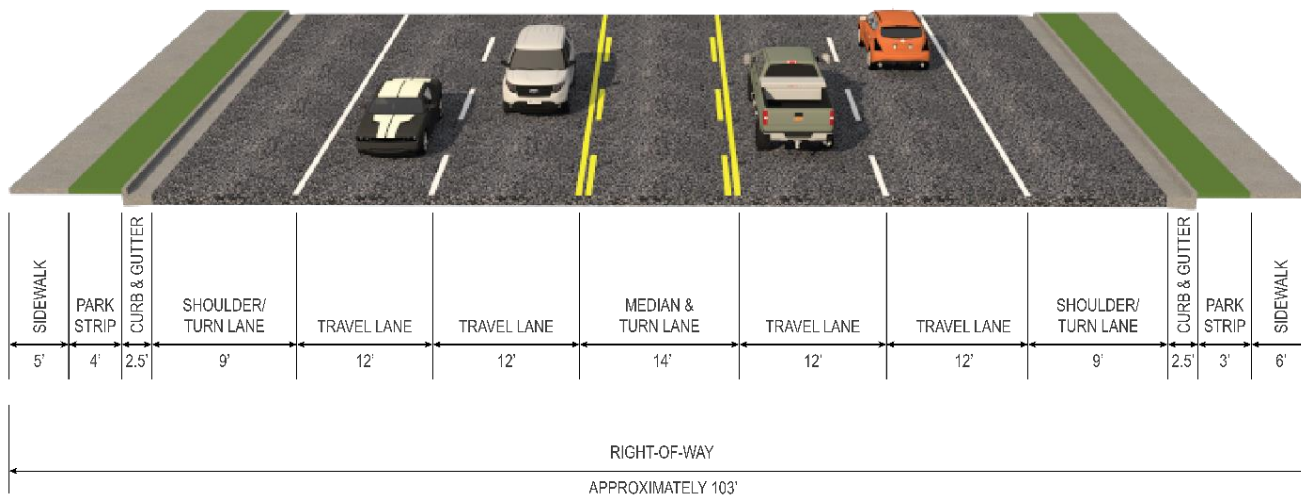 SIDEWALK
PARK
STRIP
CURB & GUTTER
SHOULDER/
TURN LANE
TRAVEL LANE
TRAVEL LANE
MEDIAN &
TURN LANE
TRAVEL LANE
TRAVEL LANE
SHOULDER/
TURN LANE
CURB & GUTTER
PARK
STRIP
SIDEWALK
5' 4' 2.5' 9' 12' 12' 14' 12' 12' 9' 2.5' 3' 6'
RIGHT-OF-WAY
APPROXIMATELY 103'